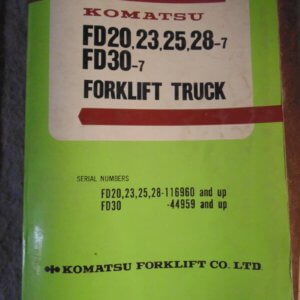 KOMATSU
FD20,23,25,28-7
FD30-7
FORKLIFT TRUCK
SERIAL NUMBERS
FD20,23,25,28-116960 and up
FD30 -44959 and up
KOMATSU FORKLIFT CO. LTD.